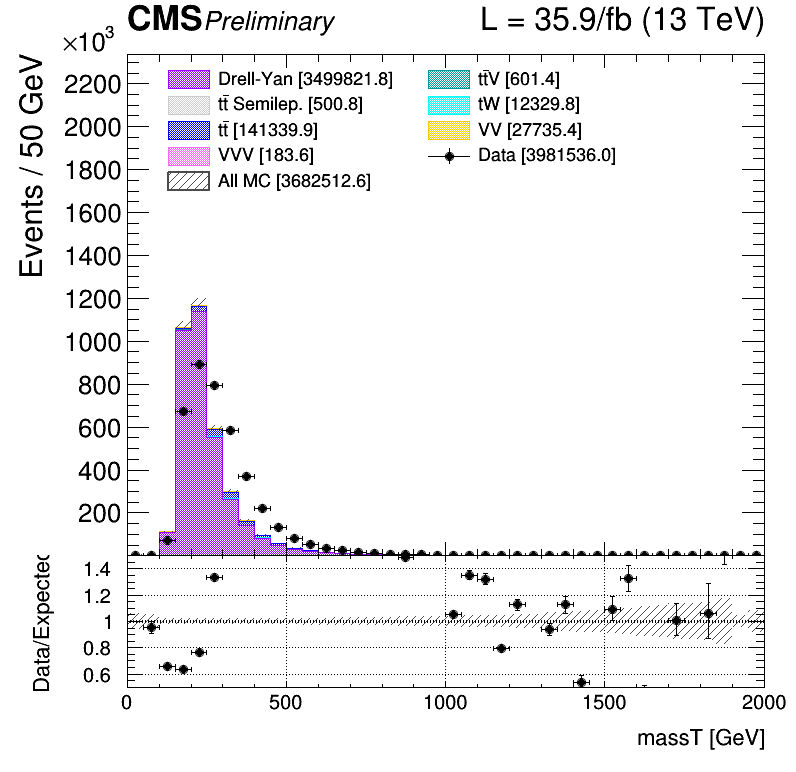 CMS Preliminary L = 35.9/fb (13 TeV)
×10³
Events / 50 GeV
2200
2000
1800
1600
1400
1200
1000
800
600
400
200
Drell-Yan [3499821.8]
tt̄ Semilep. [500.8]
tt̄ [141339.9]
VVV [183.6]
All MC [3682512.6]
tt̄V [601.4]
tW [12329.8]
VV [27735.4]
Data [3981536.0]
Data/Expected
1.4
1.2
1
0.8
0.6
0 500 1000 1500 2000
massT [GeV]